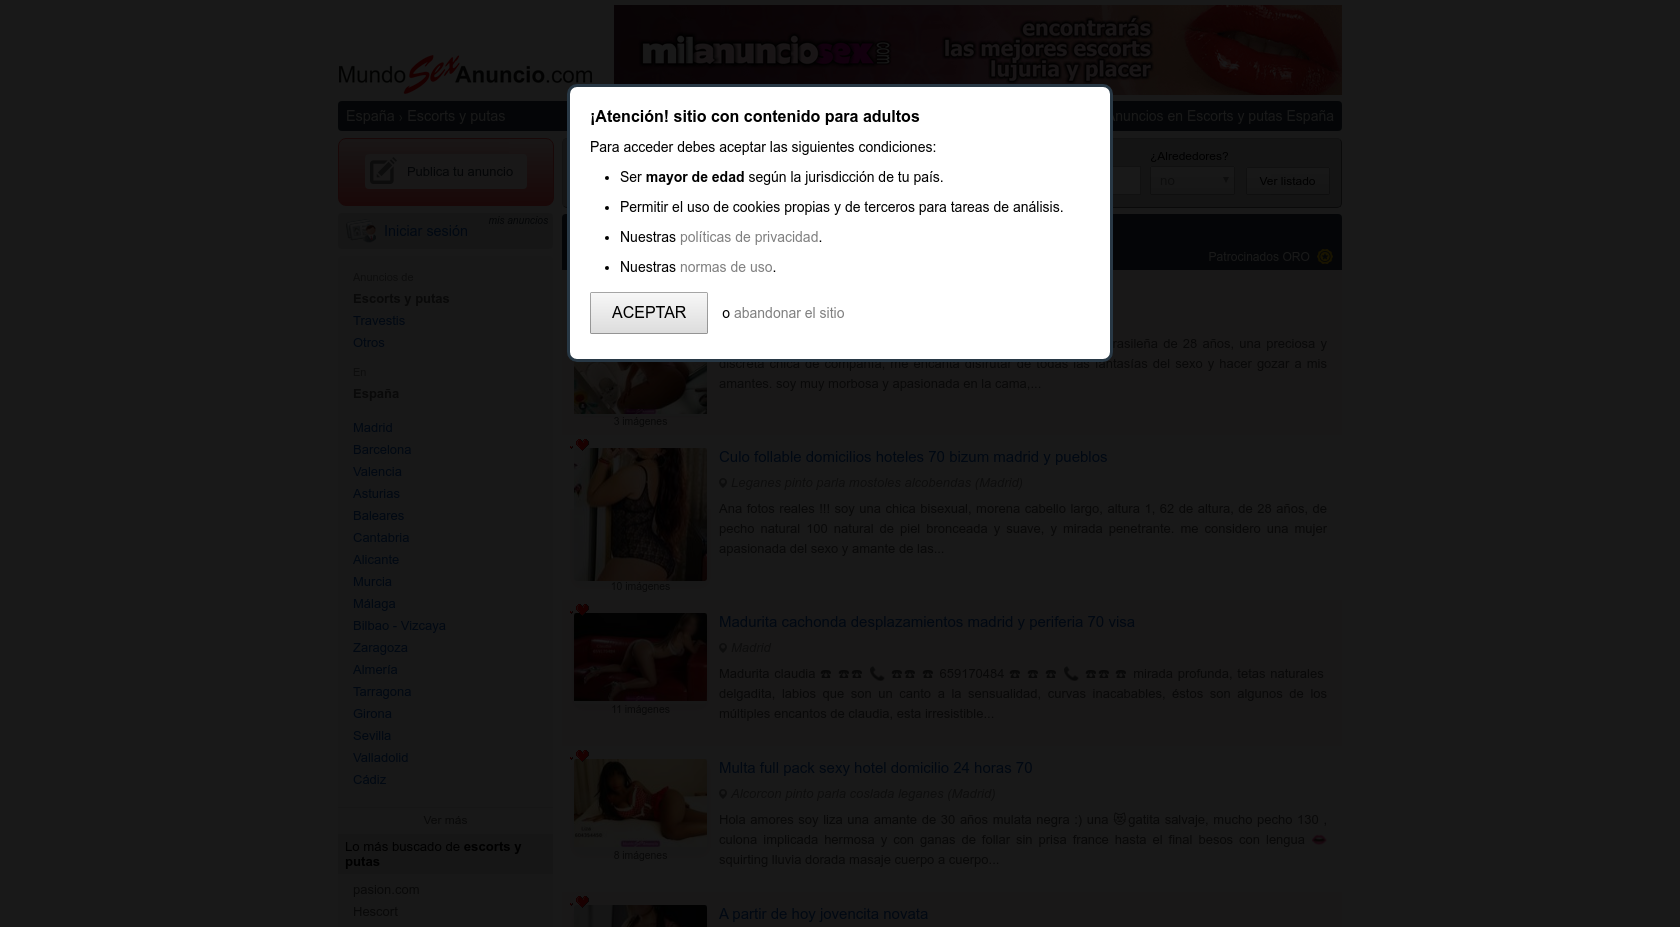 milanunciosex.com
encontrarás
las mejores escorts
lujuria y placer
MundoSexAnuncio.com
España › Escorts y putas
Anuncios en Escorts y putas España
¡Atención! sitio con contenido para adultos
Para acceder debes aceptar las siguientes condiciones:
Ser mayor de edad según la jurisdicción de tu país.
Permitir el uso de cookies propias y de terceros para tareas de análisis.
Nuestras políticas de privacidad.
Nuestras normas de uso.
ACEPTAR o abandonar el sitio
Publica tu anuncio
¿Alrededores?
no
Ver listado
mis anuncios
Iniciar sesión
Patrocinados ORO
Anuncios de
Escorts y putas
Travestis
Otros
En
España
Madrid
Barcelona
Valencia
Asturias
Baleares
Cantabria
Alicante
Murcia
Málaga
Bilbao - Vizcaya
Zaragoza
Almería
Tarragona
Girona
Sevilla
Valladolid
Cádiz
Ver más
Lo más buscado de escorts y
putas
pasion.com
Hescort
brasileña de 28 años, una preciosa y
discreta chica de compañía, me encanta disfrutar de todas las fantasías del sexo y hacer gozar a mis
amantes. soy muy morbosa y apasionada en la cama,...
3 imágenes
Culo follable domicilios hoteles 70 bizum madrid y pueblos
Leganes pinto parla mostoles alcobendas (Madrid)
Ana fotos reales !!! soy una chica bisexual, morena cabello largo, altura 1, 62 de altura, de 28 años, de
pecho natural 100 natural de piel bronceada y suave, y mirada penetrante. me considero una mujer
apasionada del sexo y amante de las...
10 imágenes
Madurita cachonda desplazamientos madrid y periferia 70 visa
Madrid
Madurita claudia ☎ ☎☎ 📞 ☎☎ ☎ 659170484 ☎ ☎ ☎ 📞 ☎☎ ☎ mirada profunda, tetas naturales
delgadita, labios que son un canto a la sensualidad, curvas inacabables, éstos son algunos de los
múltiples encantos de claudia, esta irresistible...
11 imágenes
Multa full pack sexy hotel domicilio 24 horas 70
Alcorcon pinto parla coslada leganes (Madrid)
Hola amores soy liza una amante de 30 años mulata negra :) una 😻gatita salvaje, mucho pecho 130 ,
culona implicada hermosa y con ganas de follar sin prisa france hasta el final besos con lengua 👄
squirting lluvia dorada masaje cuerpo a cuerpo...
8 imágenes
A partir de hoy jovencita novata